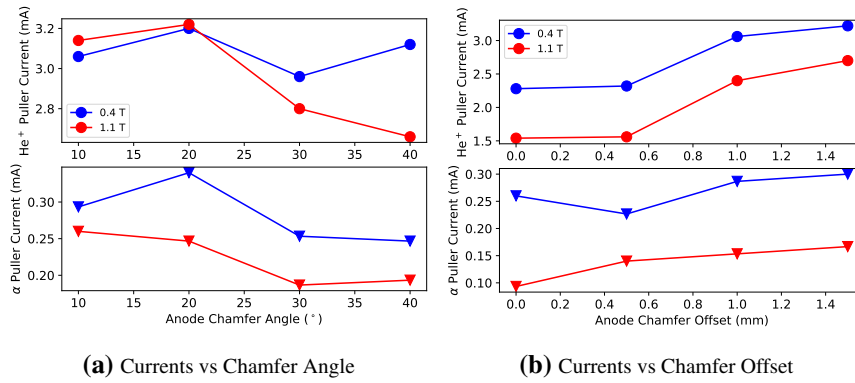 He⁺ Puller Current (mA)
3.2
3.0
2.8
0.4 T
1.1 T
10 15 20 25 30 35 40
α Puller Current (mA)
0.30
0.25
0.20
10 15 20 25 30 35 40
Anode Chamfer Angle (°)
(a) Currents vs Chamfer Angle
He⁺ Puller Current (mA)
3.0
2.5
2.0
1.5
0.4 T
1.1 T
0.0 0.2 0.4 0.6 0.8 1.0 1.2 1.4
α Puller Current (mA)
0.30
0.25
0.20
0.15
0.10
0.0 0.2 0.4 0.6 0.8 1.0 1.2 1.4
Anode Chamfer Offset (mm)
(b) Currents vs Chamfer Offset